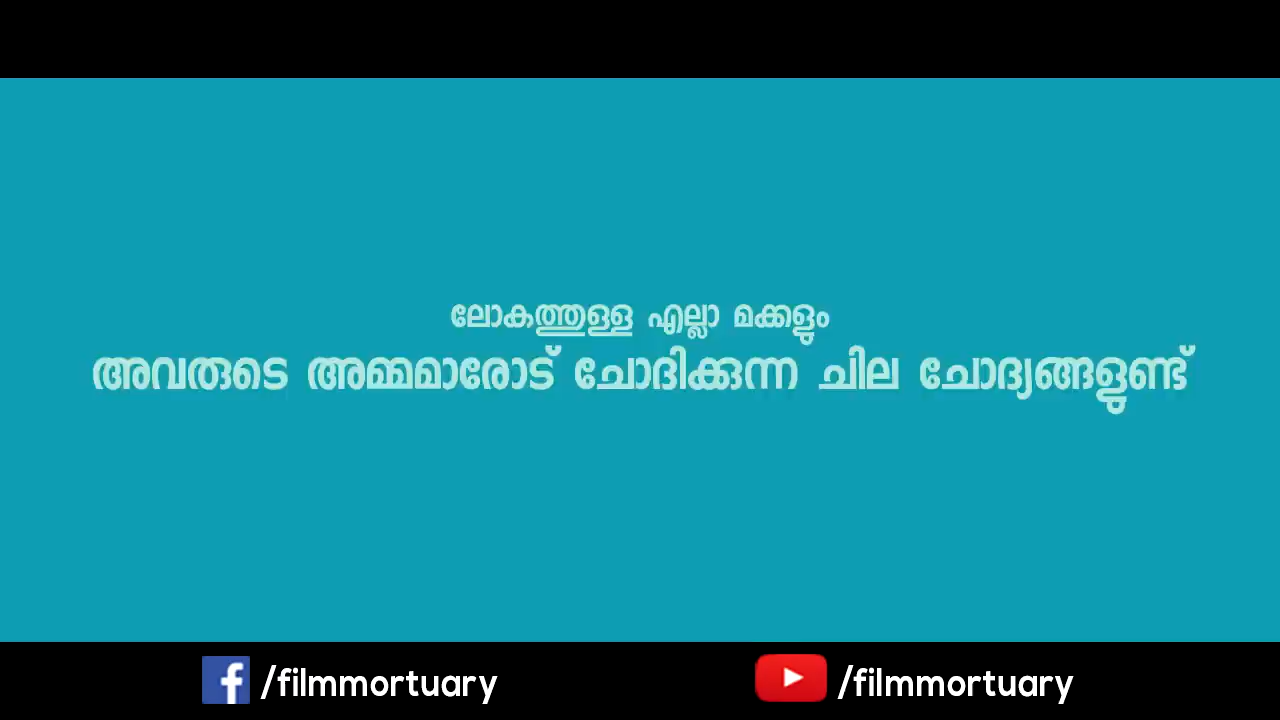 ലോകത്തുള്ള എല്ലാ മക്കളും
അവരുടെ അമ്മമാരോട് ചോദിക്കുന്ന ചില ചോദ്യങ്ങളുണ്ട്
/filmmortuary /filmmortuary